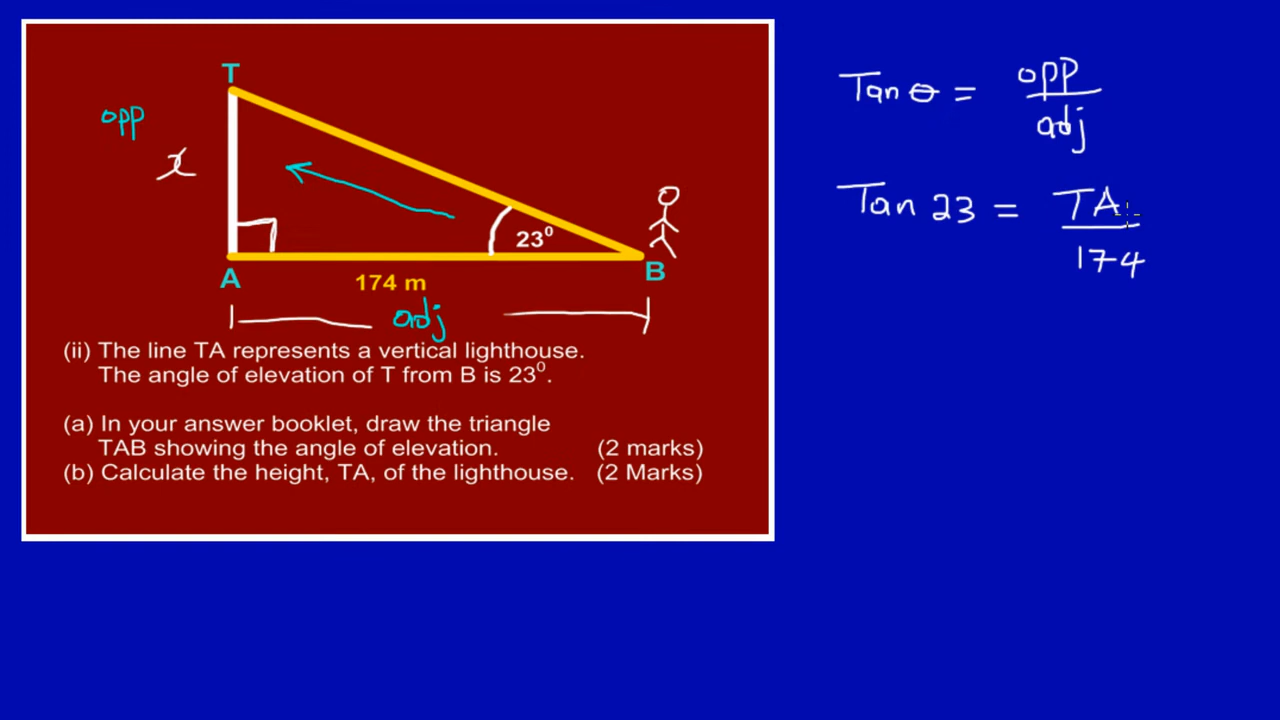 T
opp
x
23⁰
A
174 m
B
adj
(ii) The line TA represents a vertical lighthouse.
The angle of elevation of T from B is 23⁰.
(a) In your answer booklet, draw the triangle
TAB showing the angle of elevation. (2 marks)
(b) Calculate the height, TA, of the lighthouse. (2 Marks)
Tan θ = opp
adj
Tan 23 = TA
174